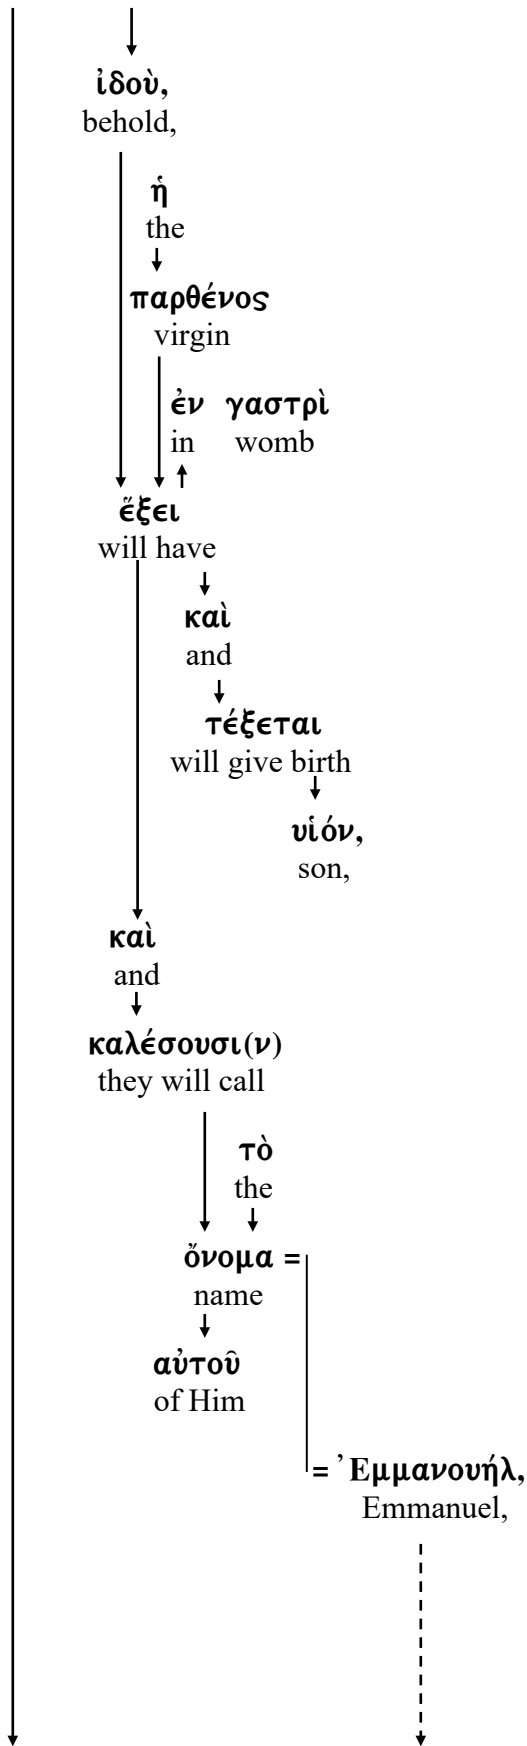 ἰδοὺ,
behold,
ἡ
the
παρθένος
virgin
ἐν γαστρὶ
in womb
ἕξει
will have
καὶ
and
τέξεται
will give birth
υἱόν,
son,
καὶ
and
καλέσουσι(ν)
they will call
τὸ
the
ὄνομα =
name
αὐτοῦ
of Him
= Ἐμμανουήλ,
Emmanuel,